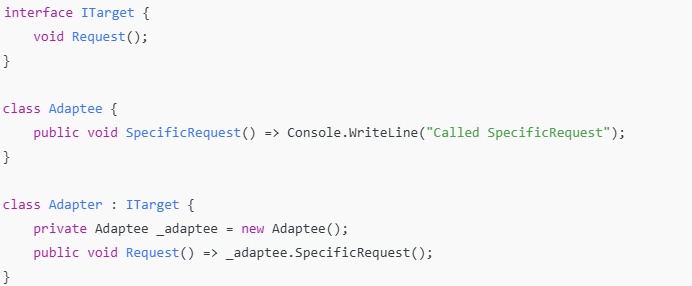 interface ITarget {
    void Request();
}

class Adaptee {
    public void SpecificRequest() => Console.WriteLine("Called SpecificRequest");
}

class Adapter : ITarget {
    private Adaptee _adaptee = new Adaptee();
    public void Request() => _adaptee.SpecificRequest();
}